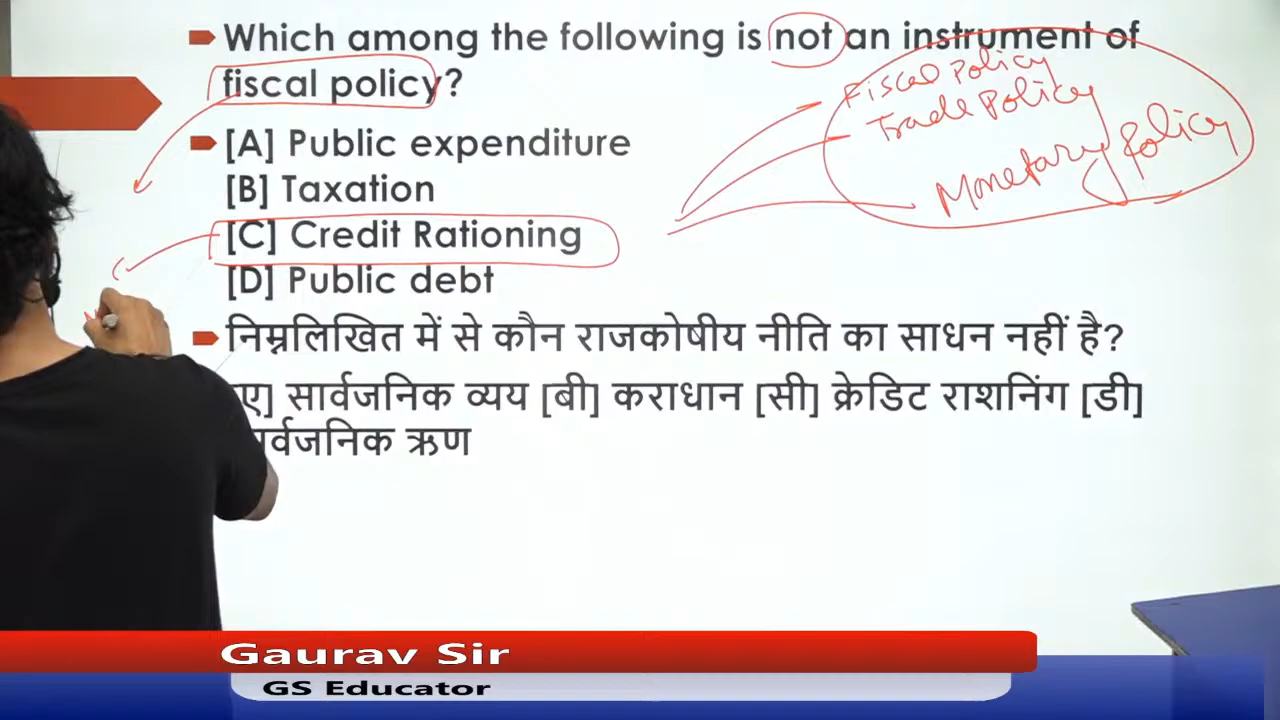 Which among the following is not an instrument of
fiscal policy?
Fiscal Policy
Trade Policy
Monetary Policy
[A] Public expenditure
[B] Taxation
[C] Credit Rationing
[D] Public debt
निम्नलिखित में से कौन राजकोषीय नीति का साधन नहीं है?
ए] सार्वजनिक व्यय [बी] कराधान [सी] क्रेडिट राशनिंग [डी]
ऋण
Gaurav Sir
GS Educator